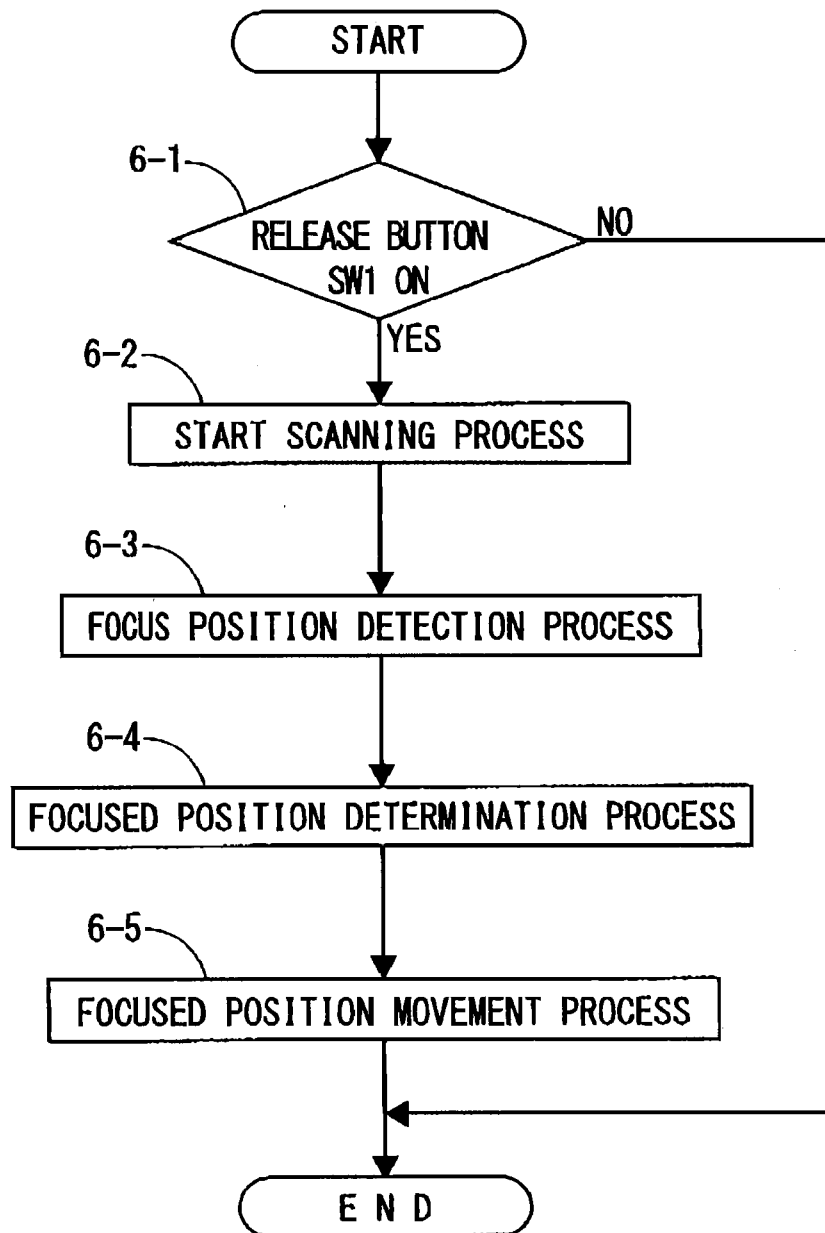 START
6-1
RELEASE BUTTON
SW1 ON
NO
YES
6-2
START SCANNING PROCESS
6-3
FOCUS POSITION DETECTION PROCESS
6-4
FOCUSED POSITION DETERMINATION PROCESS
6-5
FOCUSED POSITION MOVEMENT PROCESS
END